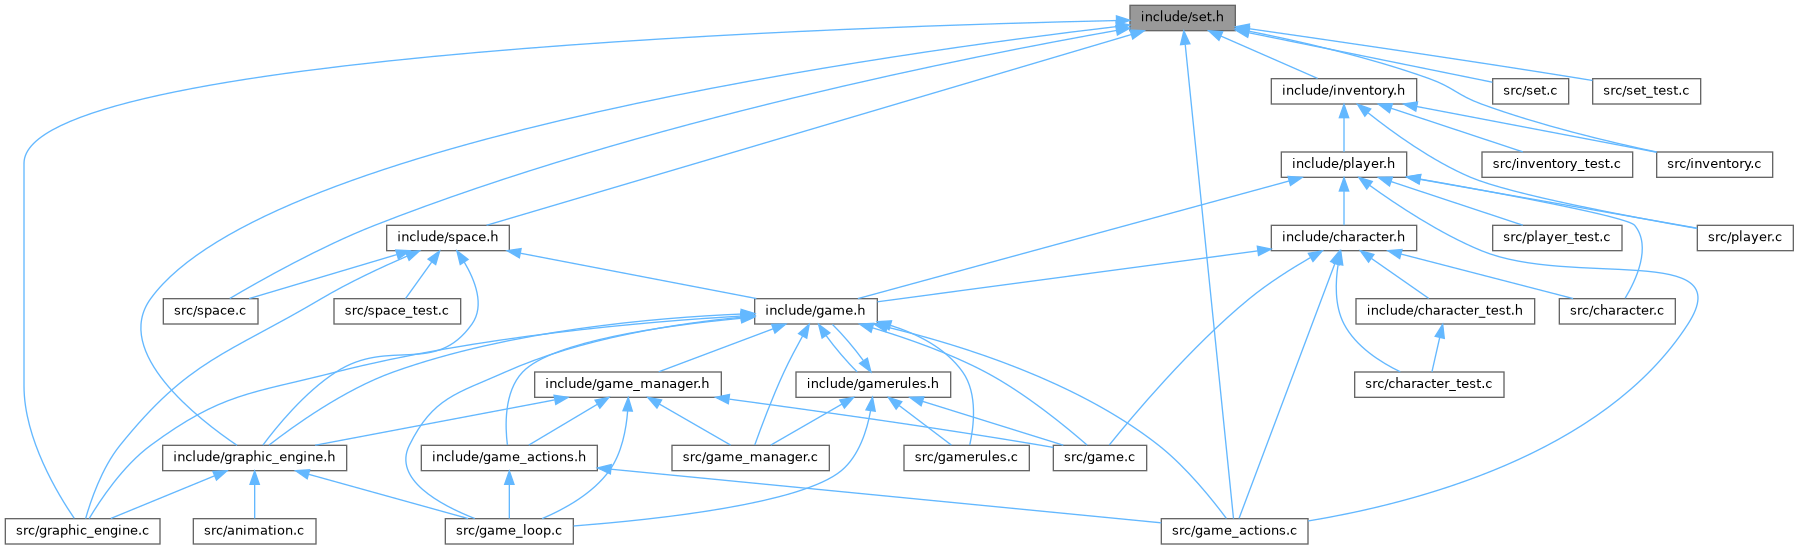 include/set.h
include/inventory.h
src/set.c
src/set_test.c
include/player.h
src/inventory_test.c
src/inventory.c
include/space.h
include/character.h
src/player_test.c
src/player.c
src/space.c
src/space_test.c
include/game.h
include/character_test.h
src/character.c
include/game_manager.h
include/gamerules.h
src/character_test.c
include/graphic_engine.h
include/game_actions.h
src/game_manager.c
src/gamerules.c
src/game.c
src/graphic_engine.c
src/animation.c
src/game_loop.c
src/game_actions.c